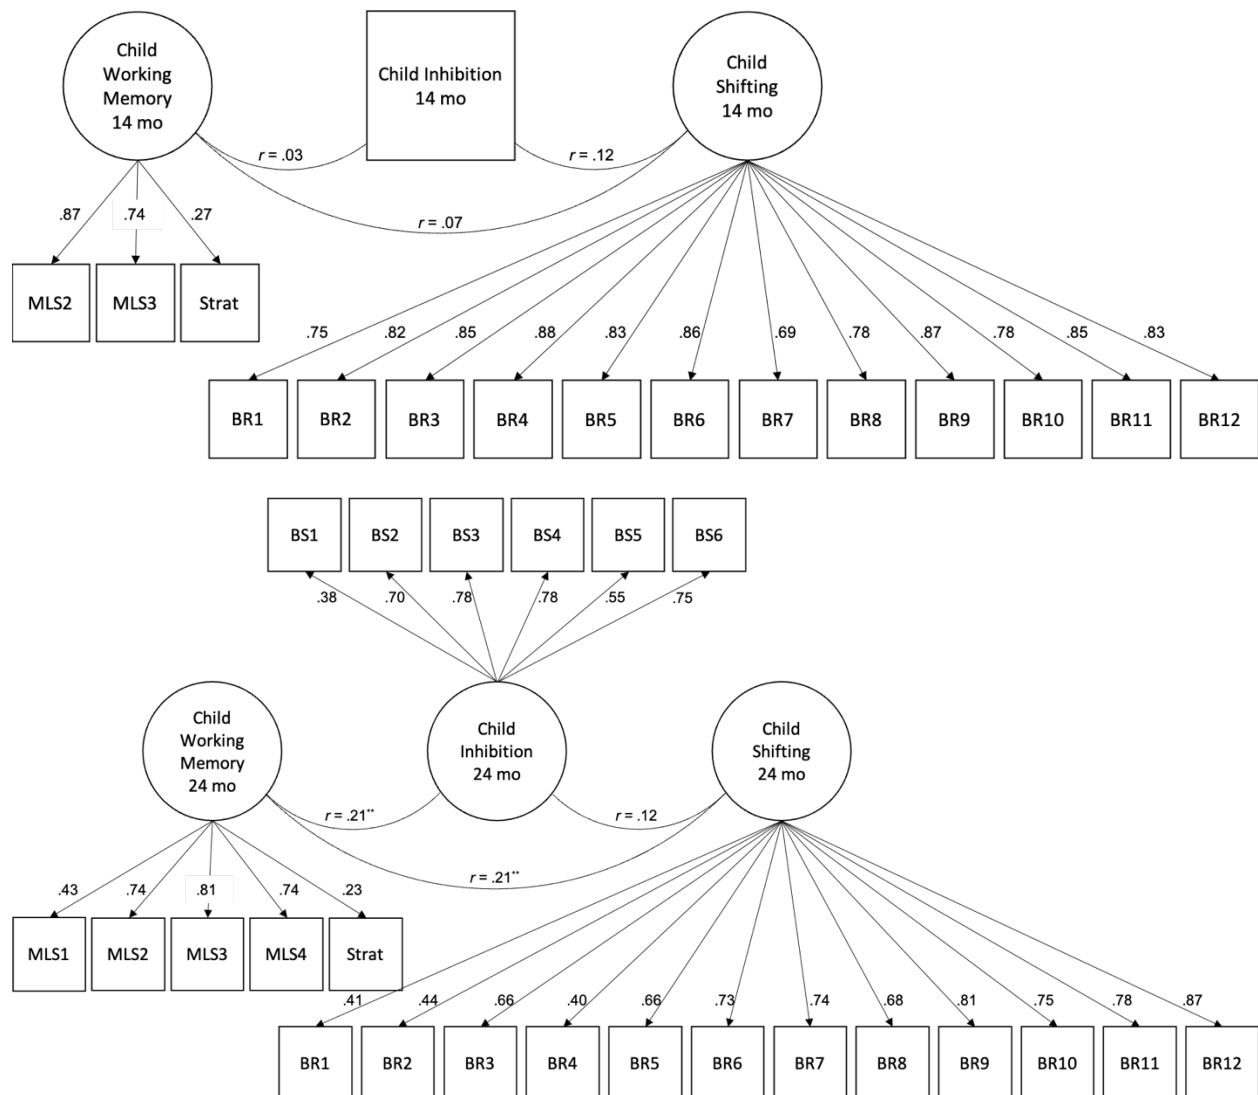 Child
Working
Memory
14 mo
Child Inhibition
14 mo
Child
Shifting
14 mo
r = .03
r = .12
r = .07
.87
.74
.27
MLS2
MLS3
Strat
.75
.82
.85
.88
.83
.86
.69
.78
.87
.78
.85
.83
BR1
BR2
BR3
BR4
BR5
BR6
BR7
BR8
BR9
BR10
BR11
BR12
BS1
BS2
BS3
BS4
BS5
BS6
.38
.70
.78
.78
.55
.75
Child
Working
Memory
24 mo
Child
Inhibition
24 mo
Child
Shifting
24 mo
r = .21**
r = .12
r = .21**
.43
.74
.81
.74
.23
MLS1
MLS2
MLS3
MLS4
Strat
.41
.44
.66
.40
.66
.73
.74
.68
.81
.75
.78
.87
BR1
BR2
BR3
BR4
BR5
BR6
BR7
BR8
BR9
BR10
BR11
BR12